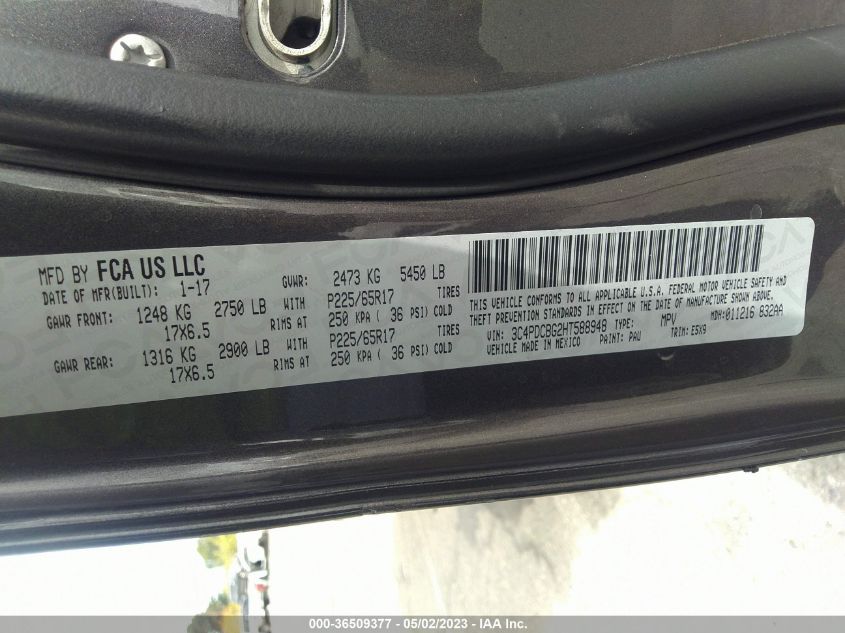 MFD BY FCA US LLC
DATE OF MFR(BUILT): 1-17 GVWR: 2473 KG 5450 LB
GAWR FRONT: 1248 KG 2750 LB WITH P225/65R17 TIRES
17X6.5 RIMS AT 250 KPA ( 36 PSI) COLD
GAWR REAR: 1316 KG 2900 LB WITH P225/65R17 TIRES
17X6.5 RIMS AT 250 KPA ( 36 PSI) COLD
THIS VEHICLE CONFORMS TO ALL APPLICABLE U.S.A. FEDERAL MOTOR VEHICLE SAFETY AND
THEFT PREVENTION STANDARDS IN EFFECT ON THE DATE OF MANUFACTURE SHOWN ABOVE.
VIN: 3C4PDCBG2HT588948 TYPE: MPV MDH:011216 832AA
VEHICLE MADE IN MEXICO PAINT: PAU TRIM: E5X9
000-36509377 - 05/02/2023 - IAA Inc.